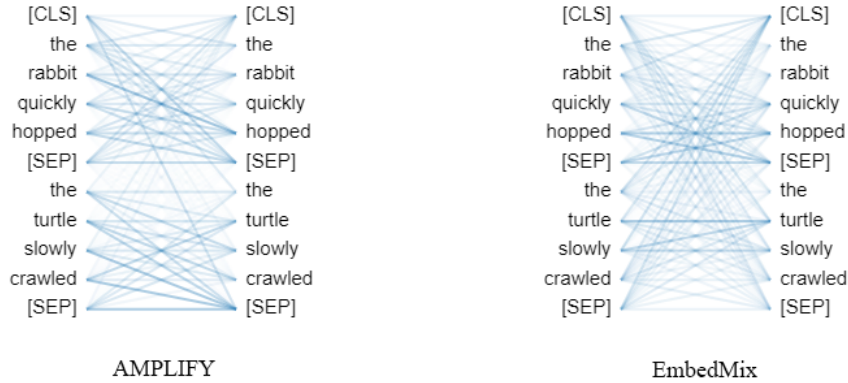 [CLS] [CLS] [CLS] [CLS]
the the the the
rabbit rabbit rabbit rabbit
quickly quickly quickly quickly
hopped hopped hopped hopped
[SEP] [SEP] [SEP] [SEP]
the the the the
turtle turtle turtle turtle
slowly slowly slowly slowly
crawled crawled crawled crawled
[SEP] [SEP] [SEP] [SEP]
AMPLIFY EmbedMix